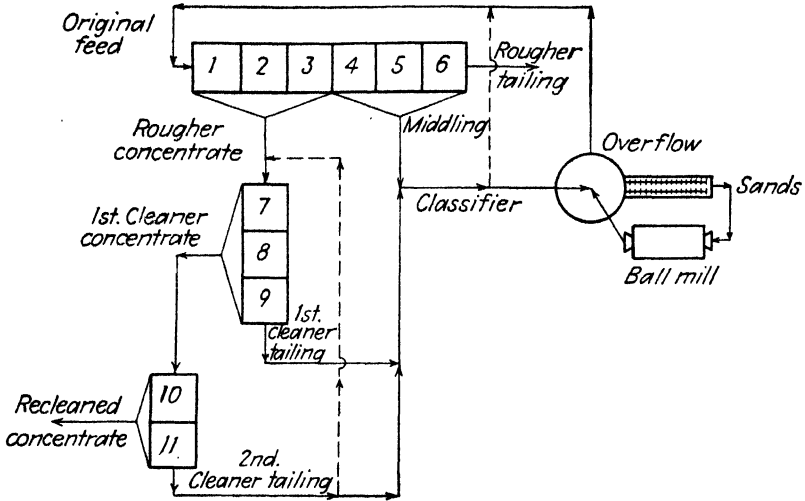 Original
feed
1 2 3 4 5 6
Rougher
tailing
Rougher
concentrate
Middling
Overflow
Classifier
Sands
Ball mill
1st. Cleaner
concentrate
7
8
9
1st.
cleaner
tailing
10
11
Recleaned
concentrate
2nd.
Cleaner tailing